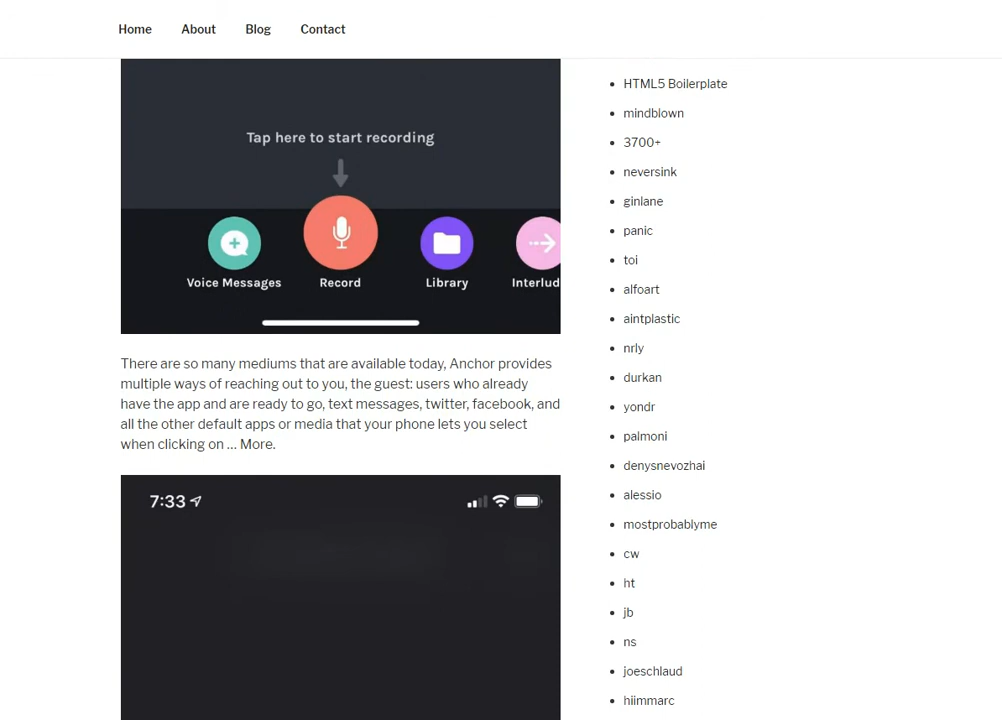 Home About Blog Contact
Tap here to start recording
Voice Messages Record Library Interlud
There are so many mediums that are available today, Anchor provides
multiple ways of reaching out to you, the guest: users who already
have the app and are ready to go, text messages, twitter, facebook, and
all the other default apps or media that your phone lets you select
when clicking on … More.
7:33
HTML5 Boilerplate
mindblown
3700+
neversink
ginlane
panic
toi
alfoart
aintplastic
nrly
durkan
yondr
palmoni
denysnevozhai
alessio
mostprobablyme
cw
ht
jb
ns
joeschlaud
hiimmarc